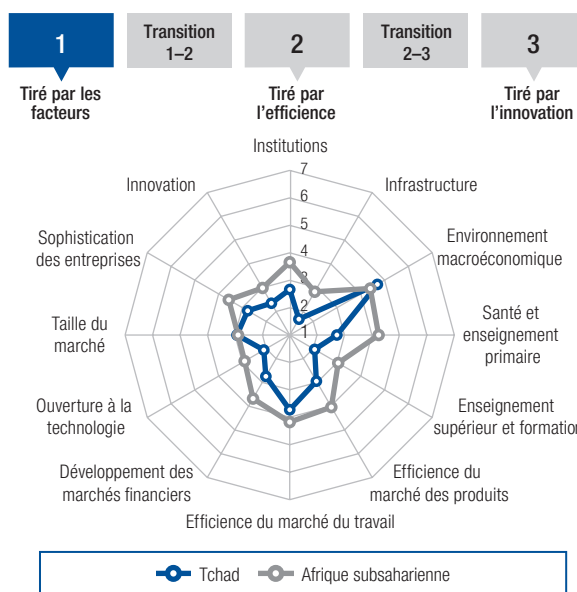 1
Transition
1–2
2
Transition
2–3
3
Tiré par les
facteurs
Tiré par
l'efficience
Tiré par
l'innovation
Institutions
7
6
5
4
3
2
1
Innovation
Infrastructure
Sophistication
des entreprises
Environnement
macroéconomique
Taille du
marché
Santé et
enseignement
primaire
Ouverture à la
technologie
Enseignement
supérieur et formation
Développement des
marchés financiers
Efficience du
marché des produits
Efficience du marché du travail
Tchad
Afrique subsaharienne